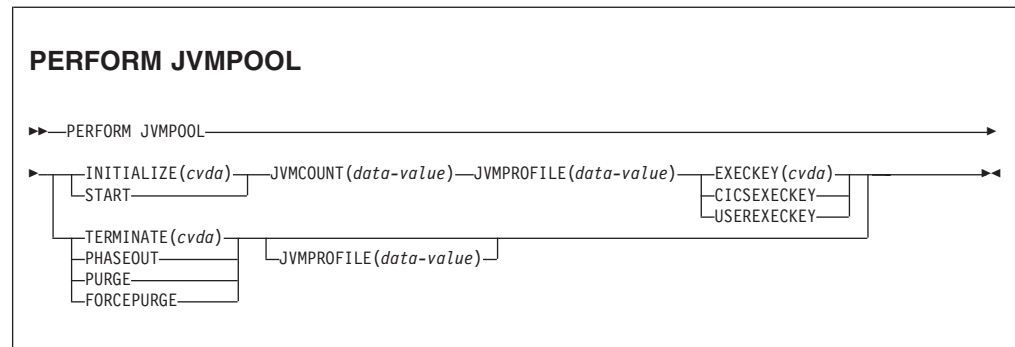 PERFORM JVMPOOL
PERFORM JVMPOOL
INITIALIZE(cvda) JVMCOUNT(data-value) JVMPROFILE(data-value) EXECKEY(cvda)
START CICSEXECKEY
USEREXECKEY
TERMINATE(cvda)
PHASEOUT JVMPROFILE(data-value)
PURGE
FORCEPURGE